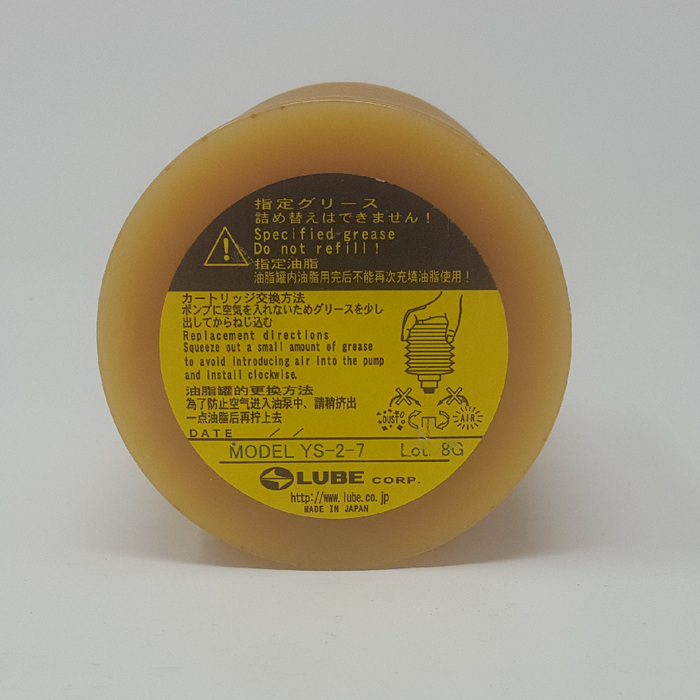 指定グリース
詰め替えはできません！
Specified grease
Do not refill!
指定油脂
油脂罐内油脂用完后不能再次充填油脂使用！
カートリッジ交換方法
ポンプに空気を入れないためグリースを少し
出してからねじ込む
Replacement directions
Squeeze out a small amount of grease
to avoid introducing air into the pump
and install clockwise.
油脂罐的更换方法
為了防止空气进入油泵中、請稍挤出
一点油脂后再拧上去
DUST
AIR
DATE / /
MODEL YS-2-7 Lot. 8G
LUBE CORP.
http://www.lube.co.jp
MADE IN JAPAN